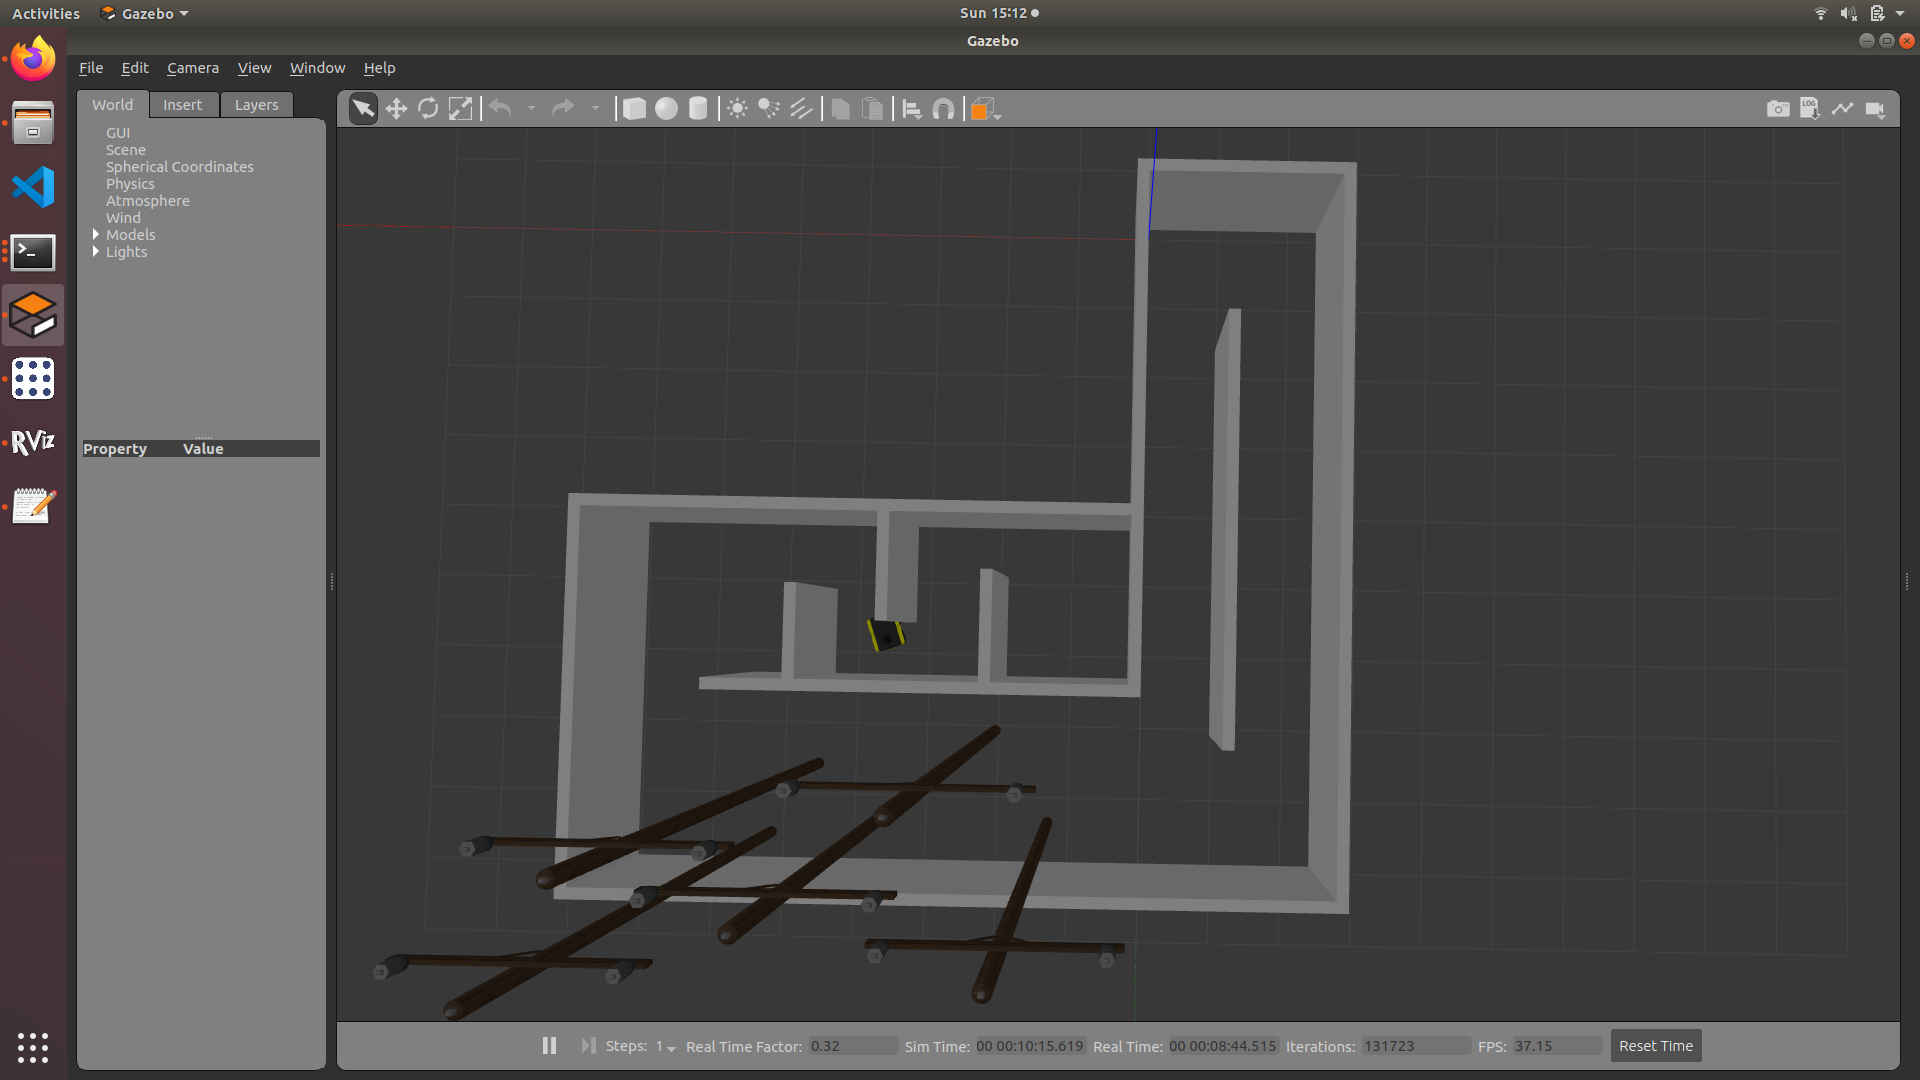 Activities Gazebo Sun 15:12
Gazebo
File Edit Camera View Window Help
World Insert Layers
LOG
GUI
Scene
Spherical Coordinates
Physics
Atmosphere
Wind
Models
Lights
RViz
Property Value
Steps: 1 Real Time Factor: 0.32 Sim Time: 00 00:10:15.619 Real Time: 00 00:08:44.515 Iterations: 131723 FPS: 37.15 Reset Time